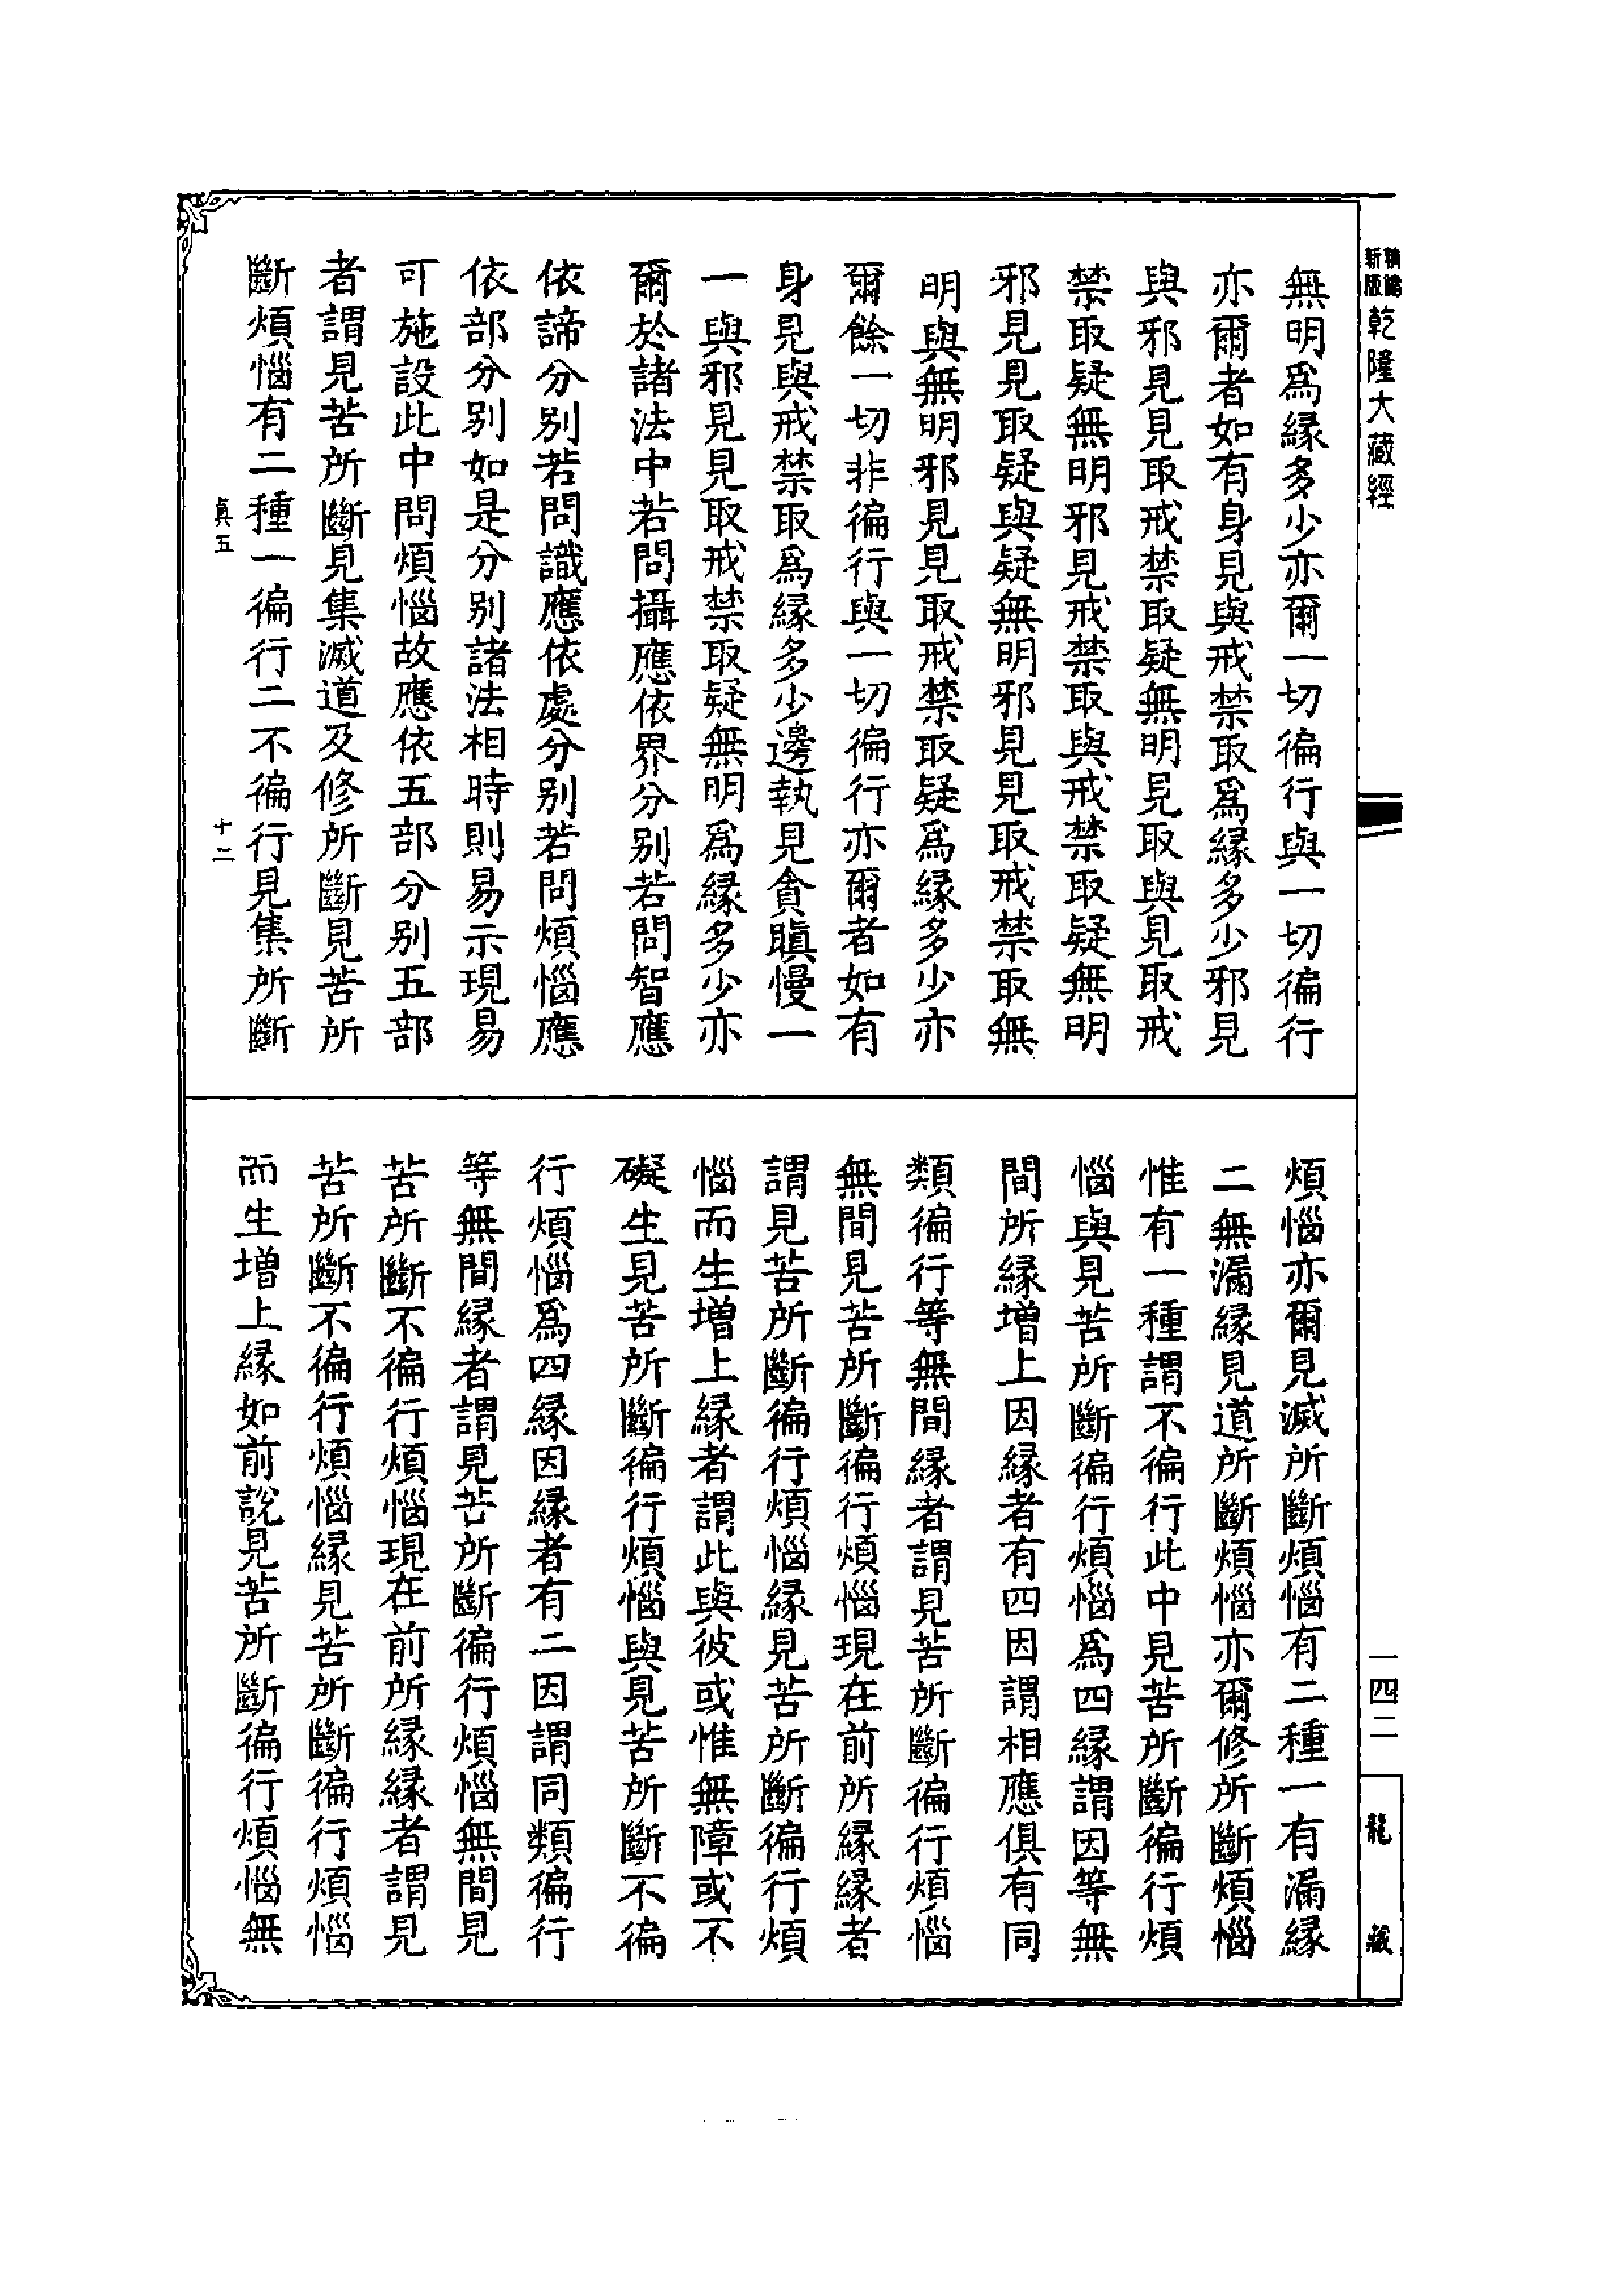 乾隆大藏經
無明爲緣多少亦爾一切徧行與一切徧行
亦爾者如有身見與戒禁取爲緣多少邪見
與邪見見取戒禁取疑無明見取與見取戒
禁取疑無明邪見戒禁取與戒禁取疑無明
邪見見取疑與疑無明邪見見取戒禁取無
明與無明邪見見取戒禁取疑爲緣多少亦
爾餘一切非徧行與一切徧行亦爾者如有
身見與戒禁取爲緣多少邊執見貪瞋慢一
一與邪見見取戒禁取疑無明爲緣多少亦
爾於諸法中若問攝應依界分別若問智應
依諦分別若問識應依處分別若問煩惱應
依部分別如是分別諸法相時則易示現易
可施設此中問煩惱故應依五部分別五部
者謂見苦所斷見集滅道及修所斷見苦所
斷煩惱有二種一徧行二不徧行見集所斷
真五
十二
煩惱亦爾見滅所斷煩惱有二種一有漏緣
二無漏緣見道所斷煩惱亦爾修所斷煩惱
惟有一種謂不徧行此中見苦所斷徧行煩
惱與見苦所斷徧行煩惱爲四緣謂因等無
間所緣增上因緣者有四因謂相應俱有同
類徧行等無間緣者謂見苦所斷徧行煩惱
無間見苦所斷徧行煩惱現在前所緣緣者
謂見苦所斷徧行煩惱緣見苦所斷徧行煩
惱而生增上緣者謂此與彼或惟無障或不
礙生見苦所斷徧行煩惱與見苦所斷不徧
行煩惱爲四緣因緣者有二因謂同類徧行
等無間緣者謂見苦所斷徧行煩惱無間見
苦所斷不徧行煩惱現在前所緣緣者謂見
苦所斷不徧行煩惱緣見苦所斷徧行煩惱
而生增上緣如前說見苦所斷徧行煩惱無
一四二
龍藏